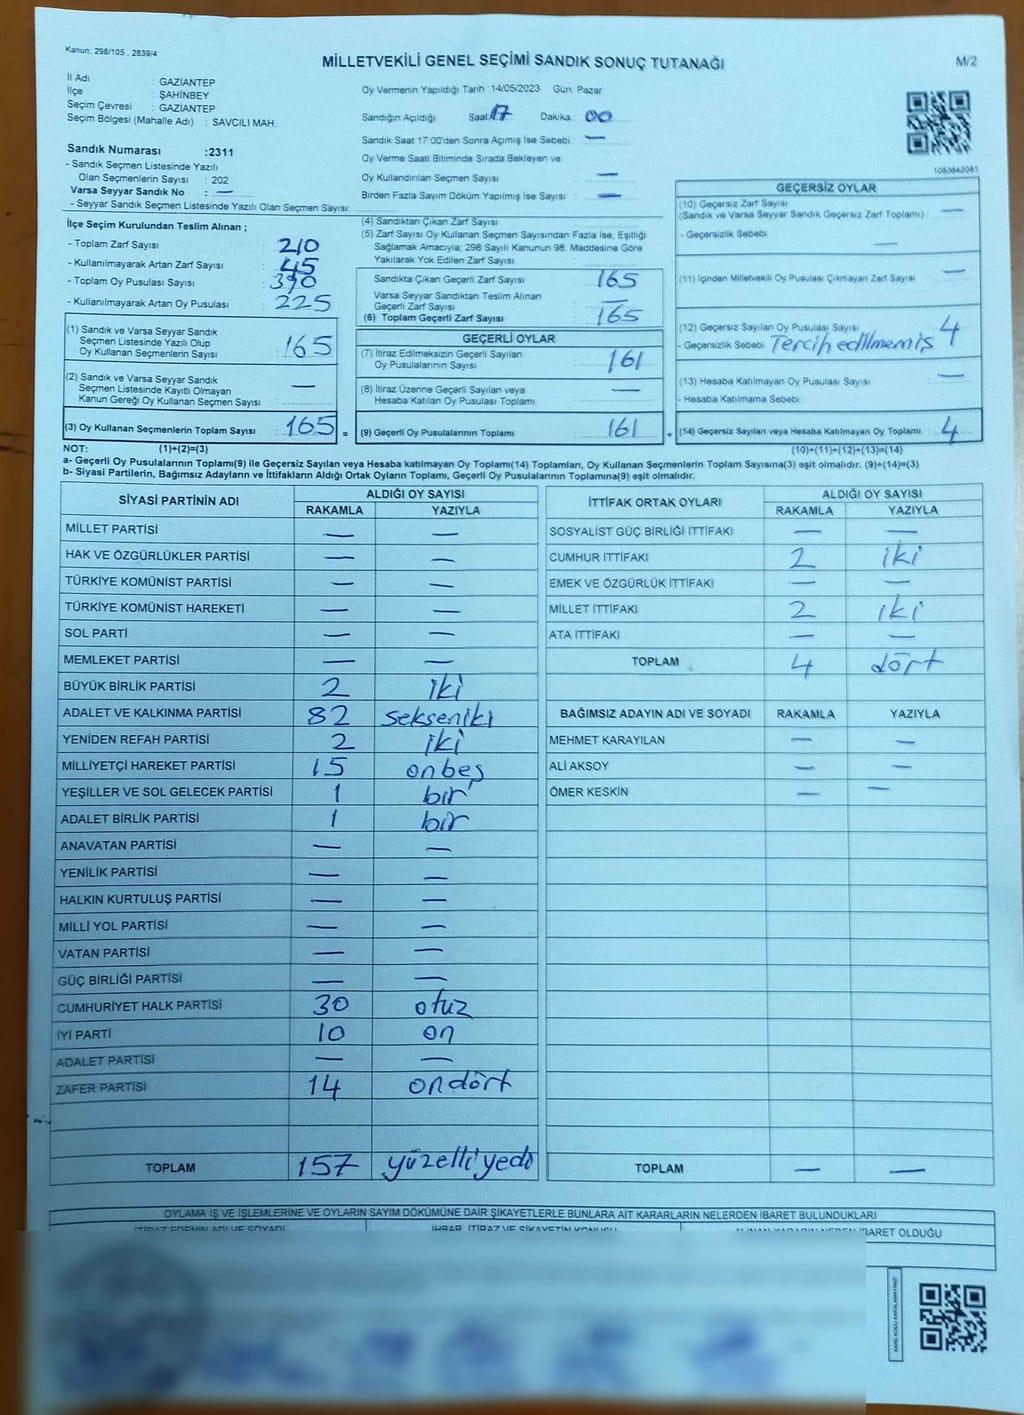 Kanun: 298/105 , 2839/4
MİLLETVEKİLİ GENEL SEÇİMİ SANDIK SONUÇ TUTANAĞI
M/2
İl Adı : GAZİANTEP
İlçe : ŞAHİNBEY
Seçim Çevresi : GAZİANTEP
Seçim Bölgesi (Mahalle Adı) : SAVCILI MAH.
Sandık Numarası :2311
- Sandık Seçmen Listesinde Yazılı
Olan Seçmenlerin Sayısı : 202
Varsa Seyyar Sandık No : —
- Seyyar Sandık Seçmen Listesinde Yazılı Olan Seçmen Sayısı:
Oy Vermenin Yapıldığı Tarih :14/05/2023 Gün: Pazar
Sandığın Açıldığı Saat: 17 Dakika: 00
Sandık Saat 17:00'den Sonra Açımış İse Sebebi: —
Oy Verme Saati Bitiminde Sırada Bekleyen ve
Oy Kullandırılan Seçmen Sayısı —
Birden Fazla Sayım Döküm Yapılmış İse Sayısı —
1083642081
İlçe Seçim Kurulundan Teslim Alınan ;
- Toplam Zarf Sayısı : 210
- Kullanılmayarak Artan Zarf Sayısı : 45
- Toplam Oy Pusulası Sayısı : 390
- Kullanılmayarak Artan Oy Pusulası : 225
(1) Sandık ve Varsa Seyyar Sandık
Seçmen Listesinde Yazılı Olup
Oy Kullanan Seçmenlerin Sayısı : 165
(2) Sandık ve Varsa Seyyar Sandık
Seçmen Listesinde Kayıtlı Olmayan
Kanun Gereği Oy Kullanan Seçmen Sayısı : —
(3) Oy Kullanan Seçmenlerin Toplam Sayısı : 165 =
(4) Sandıktan Çıkan Zarf Sayısı
(5) Zarf Sayısı Oy Kullanan Seçmen Sayısından Fazla İse, Eşitliği
Sağlamak Amacıyla; 298 Sayılı Kanunun 98. Maddesine Göre
Yakılarak Yok Edilen Zarf Sayısı :
Sandıkta Çıkan Geçerli Zarf Sayısı : 165
Varsa Seyyar Sandıktan Teslim Alınan
Geçerli Zarf Sayısı : —
(6) Toplam Geçerli Zarf Sayısı : 165
GEÇERLİ OYLAR
(7) İtiraz Edilmeksizin Geçerli Sayılan
Oy Pusulalarının Sayısı : 161
(8) İtiraz Üzerine Geçerli Sayılan veya
Hesaba Katılan Oy Pusulası Toplamı : —
(9) Geçerli Oy Pusulalarının Toplamı : 161 +
GEÇERSİZ OYLAR
(10) Geçersiz Zarf Sayısı
(Sandık ve Varsa Seyyar Sandık Geçersiz Zarf Toplamı) : —
- Geçersizlik Sebebi : —
(11) İçinden Milletvekili Oy Pusulası Çıkmayan Zarf Sayısı : —
(12) Geçersiz Sayılan Oy Pusulası Sayısı : 4
- Geçersizlik Sebebi Tercih edilmemiş
(13) Hesaba Katılmayan Oy Pusulası Sayısı : —
- Hesaba Katılmama Sebebi :
(14) Geçersiz Sayılan veya Hesaba Katılmayan Oy Toplamı : 4
NOT: (1)+(2)=(3) (10)+(11)+(12)+(13)=(14)
a- Geçerli Oy Pusulalarının Toplamı(9) ile Geçersiz Sayılan veya Hesaba katılmayan Oy Toplamı(14) Toplamları, Oy Kullanan Seçmenlerin Toplam Sayısına(3) eşit olmalıdır. (9)+(14)=(3)
b- Siyasi Partilerin, Bağımsız Adayların ve İttifakların Aldığı Ortak Oyların Toplamı, Geçerli Oy Pusulalarının Toplamına(9) eşit olmalıdır.
SİYASİ PARTİNİN ADI ALDIĞI OY SAYISI
RAKAMLA YAZIYLA
MİLLET PARTİSİ — —
HAK VE ÖZGÜRLÜKLER PARTİSİ — —
TÜRKİYE KOMÜNİST PARTİSİ — —
TÜRKİYE KOMÜNİST HAREKETİ — —
SOL PARTİ — —
MEMLEKET PARTİSİ — —
BÜYÜK BİRLİK PARTİSİ 2 iki
ADALET VE KALKINMA PARTİSİ 82 sekseniki
YENİDEN REFAH PARTİSİ 2 iki
MİLLİYETÇİ HAREKET PARTİSİ 15 onbeş
YEŞİLLER VE SOL GELECEK PARTİSİ 1 bir
ADALET BİRLİK PARTİSİ 1 bir
ANAVATAN PARTİSİ — —
YENİLİK PARTİSİ — —
HALKIN KURTULUŞ PARTİSİ — —
MİLLİ YOL PARTİSİ — —
VATAN PARTİSİ — —
GÜÇ BİRLİĞİ PARTİSİ — —
CUMHURİYET HALK PARTİSİ 30 otuz
İYİ PARTİ 10 on
ADALET PARTİSİ — —
ZAFER PARTİSİ 14 ondört
TOPLAM 157 yüzelliyedi
İTTİFAK ORTAK OYLARI ALDIĞI OY SAYISI
RAKAMLA YAZIYLA
SOSYALİST GÜÇ BİRLİĞİ İTTİFAKI — —
CUMHUR İTTİFAKI 2 iki
EMEK VE ÖZGÜRLÜK İTTİFAKI — —
MİLLET İTTİFAKI 2 iki
ATA İTTİFAKI — —
TOPLAM 4 dört
BAĞIMSIZ ADAYIN ADI VE SOYADI RAKAMLA YAZIYLA
MEHMET KARAYILAN — —
ALİ AKSOY — —
ÖMER KESKİN — —
TOPLAM — —
OYLAMA İŞ VE İŞLEMLERİNE VE OYLARIN SAYIM DÖKÜMÜNE DAİR ŞİKAYETLERLE BUNLARA AİT KARARLARIN NELERDEN İBARET BULUNDUKLARI
İTİRAZ EDENİN ADI VE SOYADI İHBAR, İTİRAZ VE ŞİKAYETİN KONUSU İBARET OLDUĞU